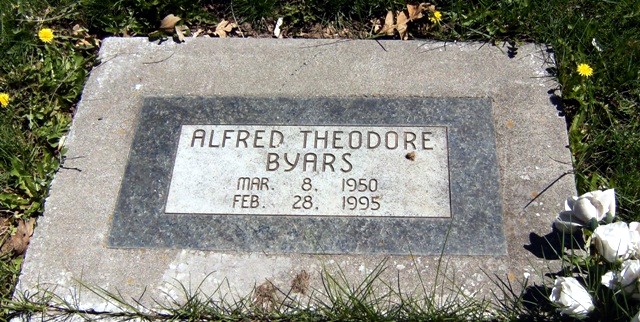 ALFRED THEODORE
BYARS
MAR. 8. 1950
FEB. 28. 1995